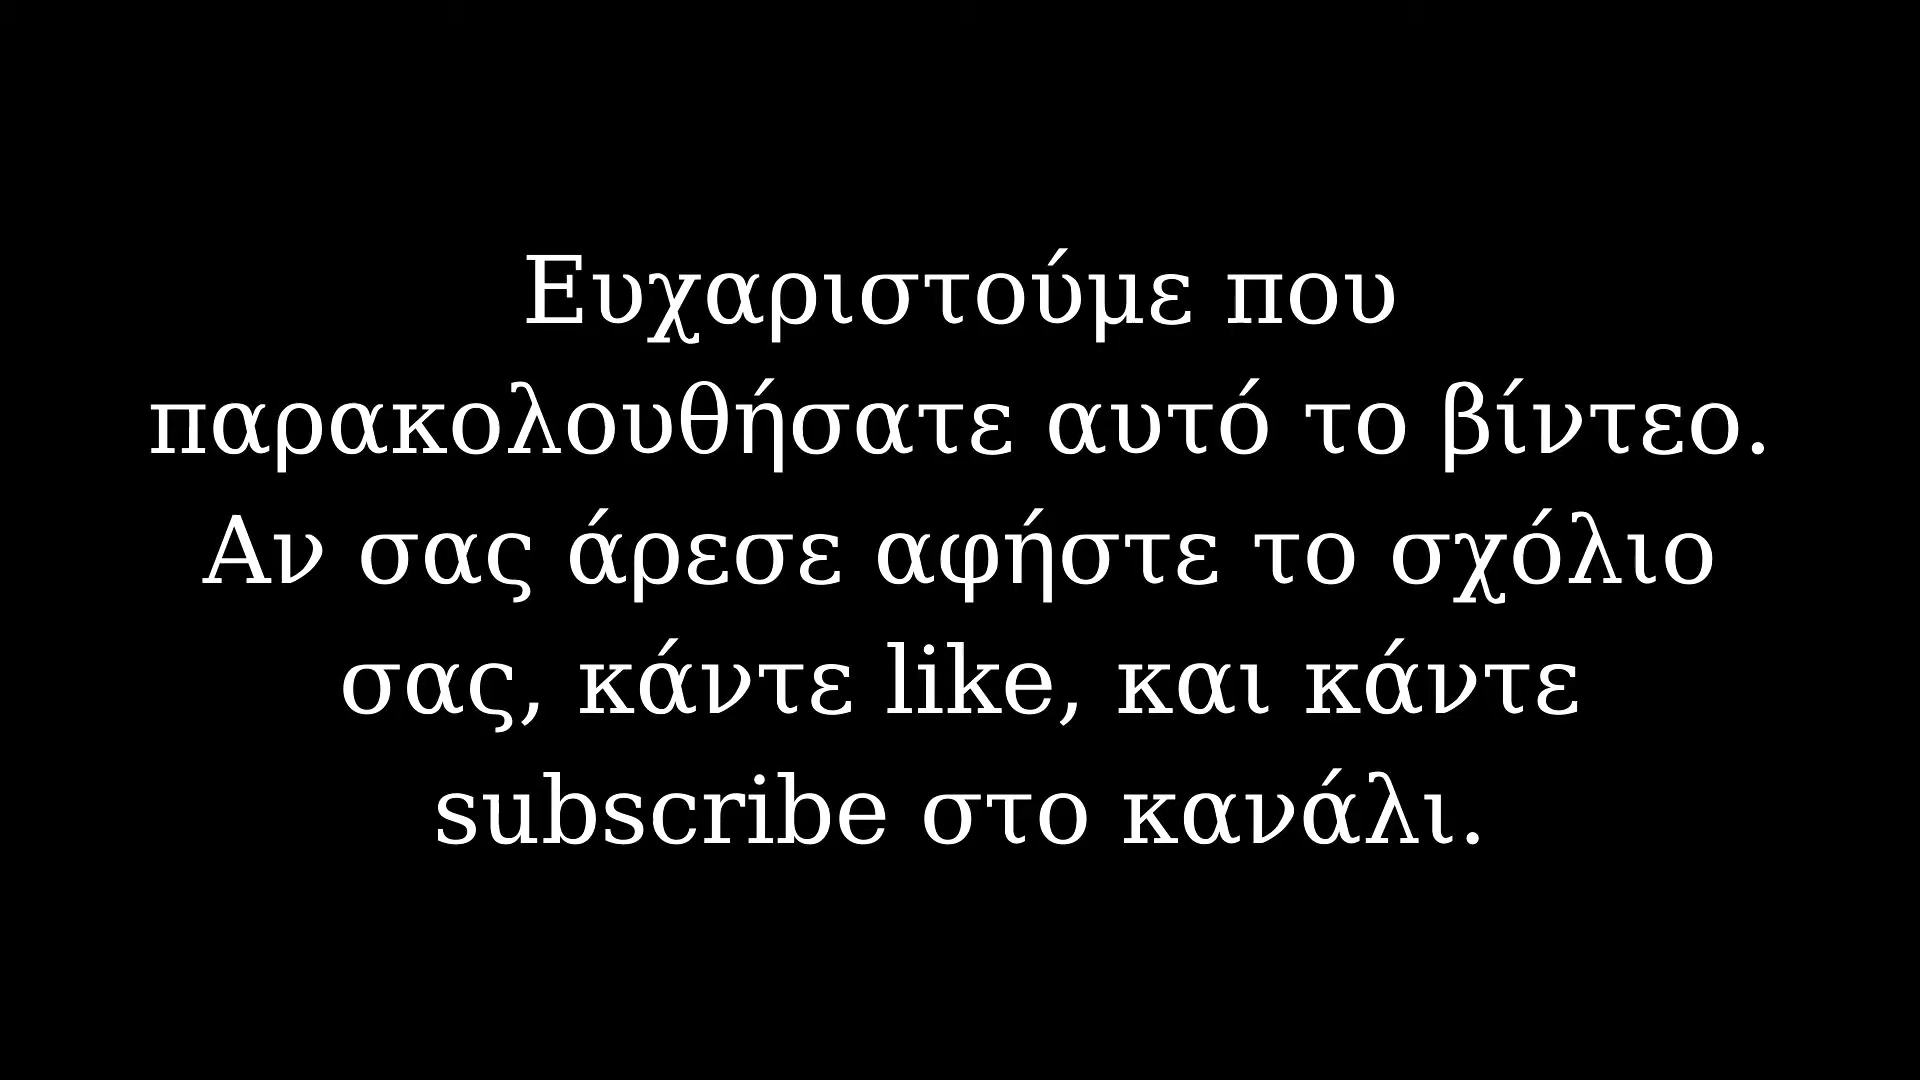 Ευχαριστούμε που
παρακολουθήσατε αυτό το βίντεο.
Αν σας άρεσε αφήστε το σχόλιο
σας, κάντε like, και κάντε
subscribe στο κανάλι.